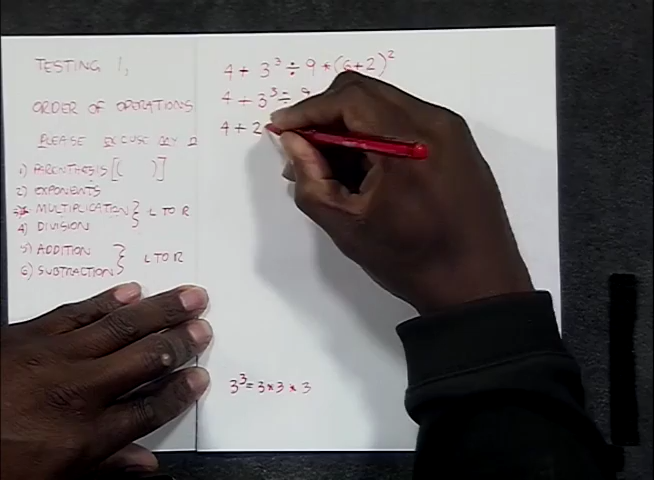 TESTING 1,
ORDER OF OPERATIONS
PLEASE EXCUSE MY D
1) PARENTHESIS [( )]
2) EXPONENTS
3) MULTIPLICATION } L TO R
4) DIVISION
5) ADDITION } L TO R
6) SUBTRACTION
4 + 3³ ÷ 9 * (6+2)²
4 + 3³ ÷ 9
4 + 2
3³ = 3 * 3 * 3